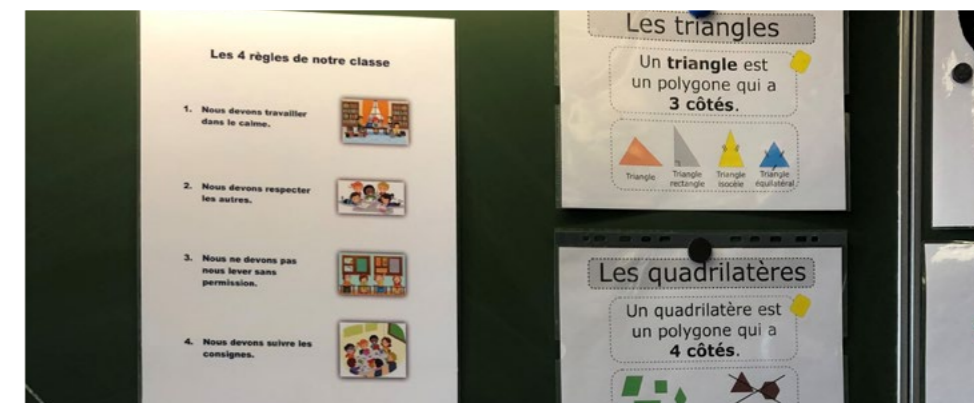 Les 4 règles de notre classe
1. Nous devons travailler
dans le calme.
2. Nous devons respecter
les autres.
3. Nous ne devons pas
nous lever sans
permission.
4. Nous devons suivre les
consignes.
Les triangles
Un triangle est
un polygone qui a
3 côtés.
Triangle
Triangle
rectangle
Triangle
isocèle
Triangle
équilatéral
Les quadrilatères
Un quadrilatère est
un polygone qui a
4 côtés.